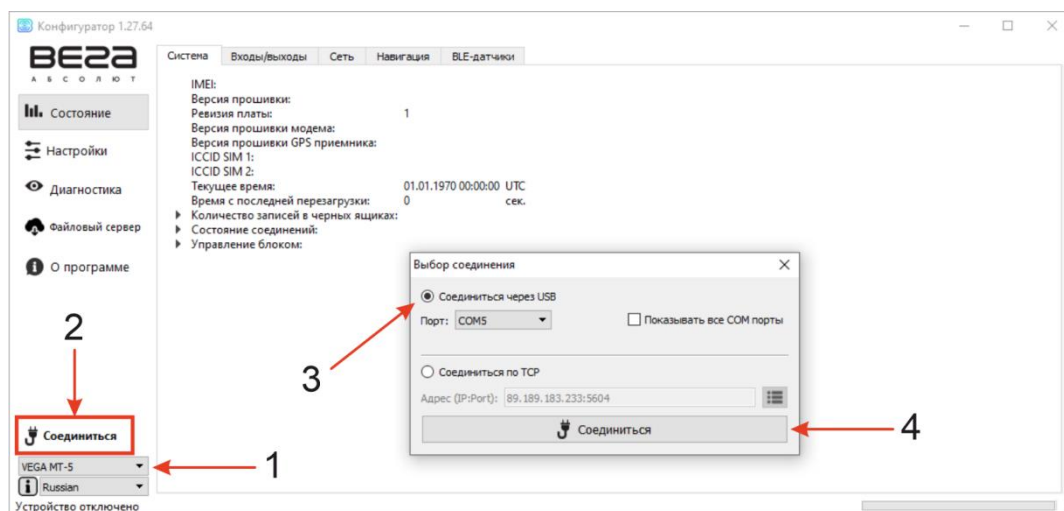 Конфигуратор 1.27.64
ВЕГА
АБСОЛЮТ
Состояние
Настройки
Диагностика
Файловый сервер
О программе
2
Соединиться
VEGA MT-5
1
Russian
Устройство отключено
Система Входы/выходы Сеть Навигация BLE-датчики
IMEI:
Версия прошивки:
Ревизия платы: 1
Версия прошивки модема:
Версия прошивки GPS приемника:
ICCID SIM 1:
ICCID SIM 2:
Текущее время: 01.01.1970 00:00:00 UTC
Время с последней перезагрузки: 0 сек.
Количество записей в черных ящиках:
Состояние соединений:
Управление блоком:
Выбор соединения
Соединиться через USB
3
Порт: COM5 Показывать все COM порты
Соединиться по TCP
Адрес (IP:Port): 89.189.183.233:5604
Соединиться
4